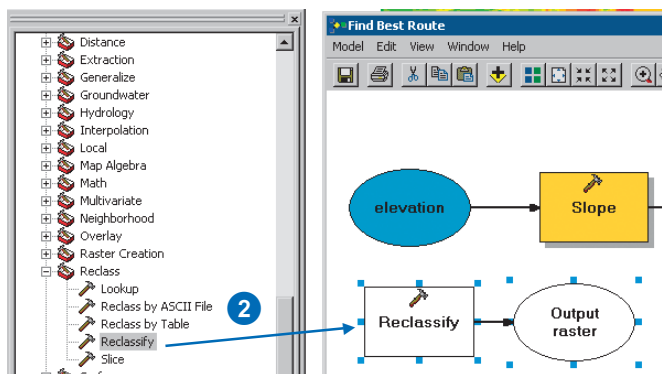 Distance
Extraction
Generalize
Groundwater
Hydrology
Interpolation
Local
Map Algebra
Math
Multivariate
Neighborhood
Overlay
Raster Creation
Reclass
Lookup
Reclass by ASCII File
Reclass by Table
Reclassify
Slice
2
Find Best Route
Model Edit View Window Help
elevation
Slope
Reclassify
Output
raster